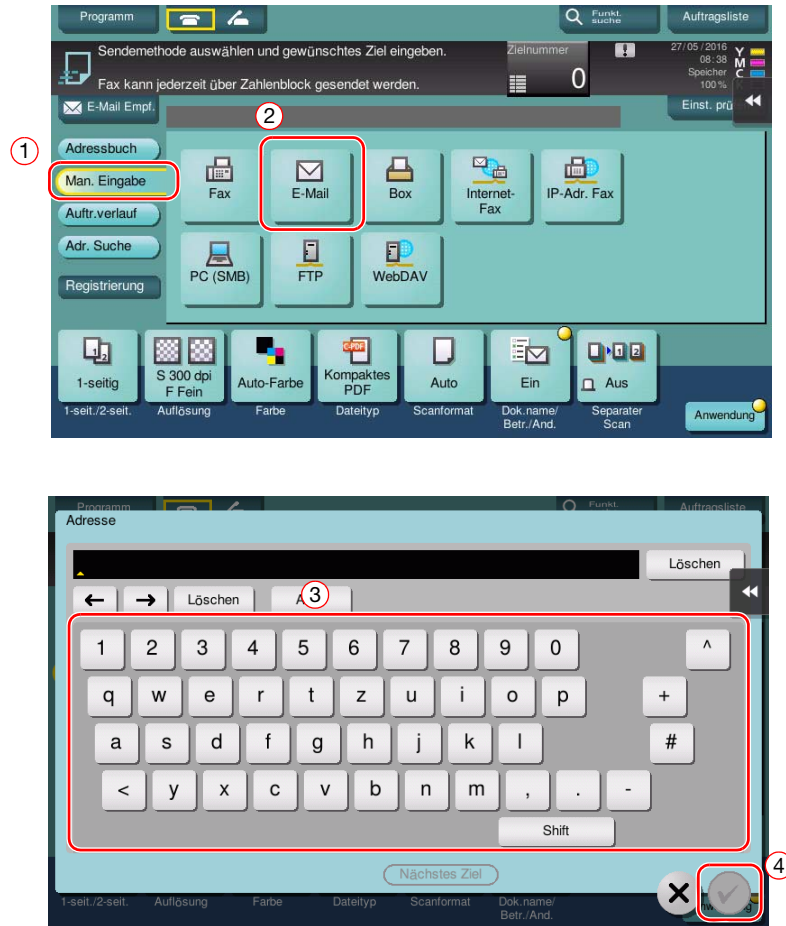 Programm
Funkt.
suche
Auftragsliste
Sendemethode auswählen und gewünschtes Ziel eingeben.
Zielnummer
27/05/2016
08:38
Speicher
100 %
Y
M
C
K
Fax kann jederzeit über Zahlenblock gesendet werden.
0
E-Mail Empf.
Einst. prü
2
1
Adressbuch
Man. Eingabe
Auftr.verlauf
Adr. Suche
Registrierung
Fax
E-Mail
Box
Internet-
Fax
IP-Adr. Fax
PC (SMB)
FTP
WebDAV
1-seitig
S 300 dpi
F Fein
Auto-Farbe
C-PDF
Kompaktes
PDF
Auto
Ein
Aus
1-seit./2-seit.
Auflösung
Farbe
Dateityp
Scanformat
Dok.name/
Betr./And.
Separater
Scan
Anwendung
Programm
Funkt.
Auftragsliste
Adresse
Löschen
← → Löschen
3
1 2 3 4 5 6 7 8 9 0 ^
q w e r t z u i o p +
a s d f g h j k l #
< y x c v b n m , . -
Shift
Nächstes Ziel
4
1-seit./2-seit.
Auflösung
Farbe
Dateityp
Scanformat
Dok.name/
Betr./And.